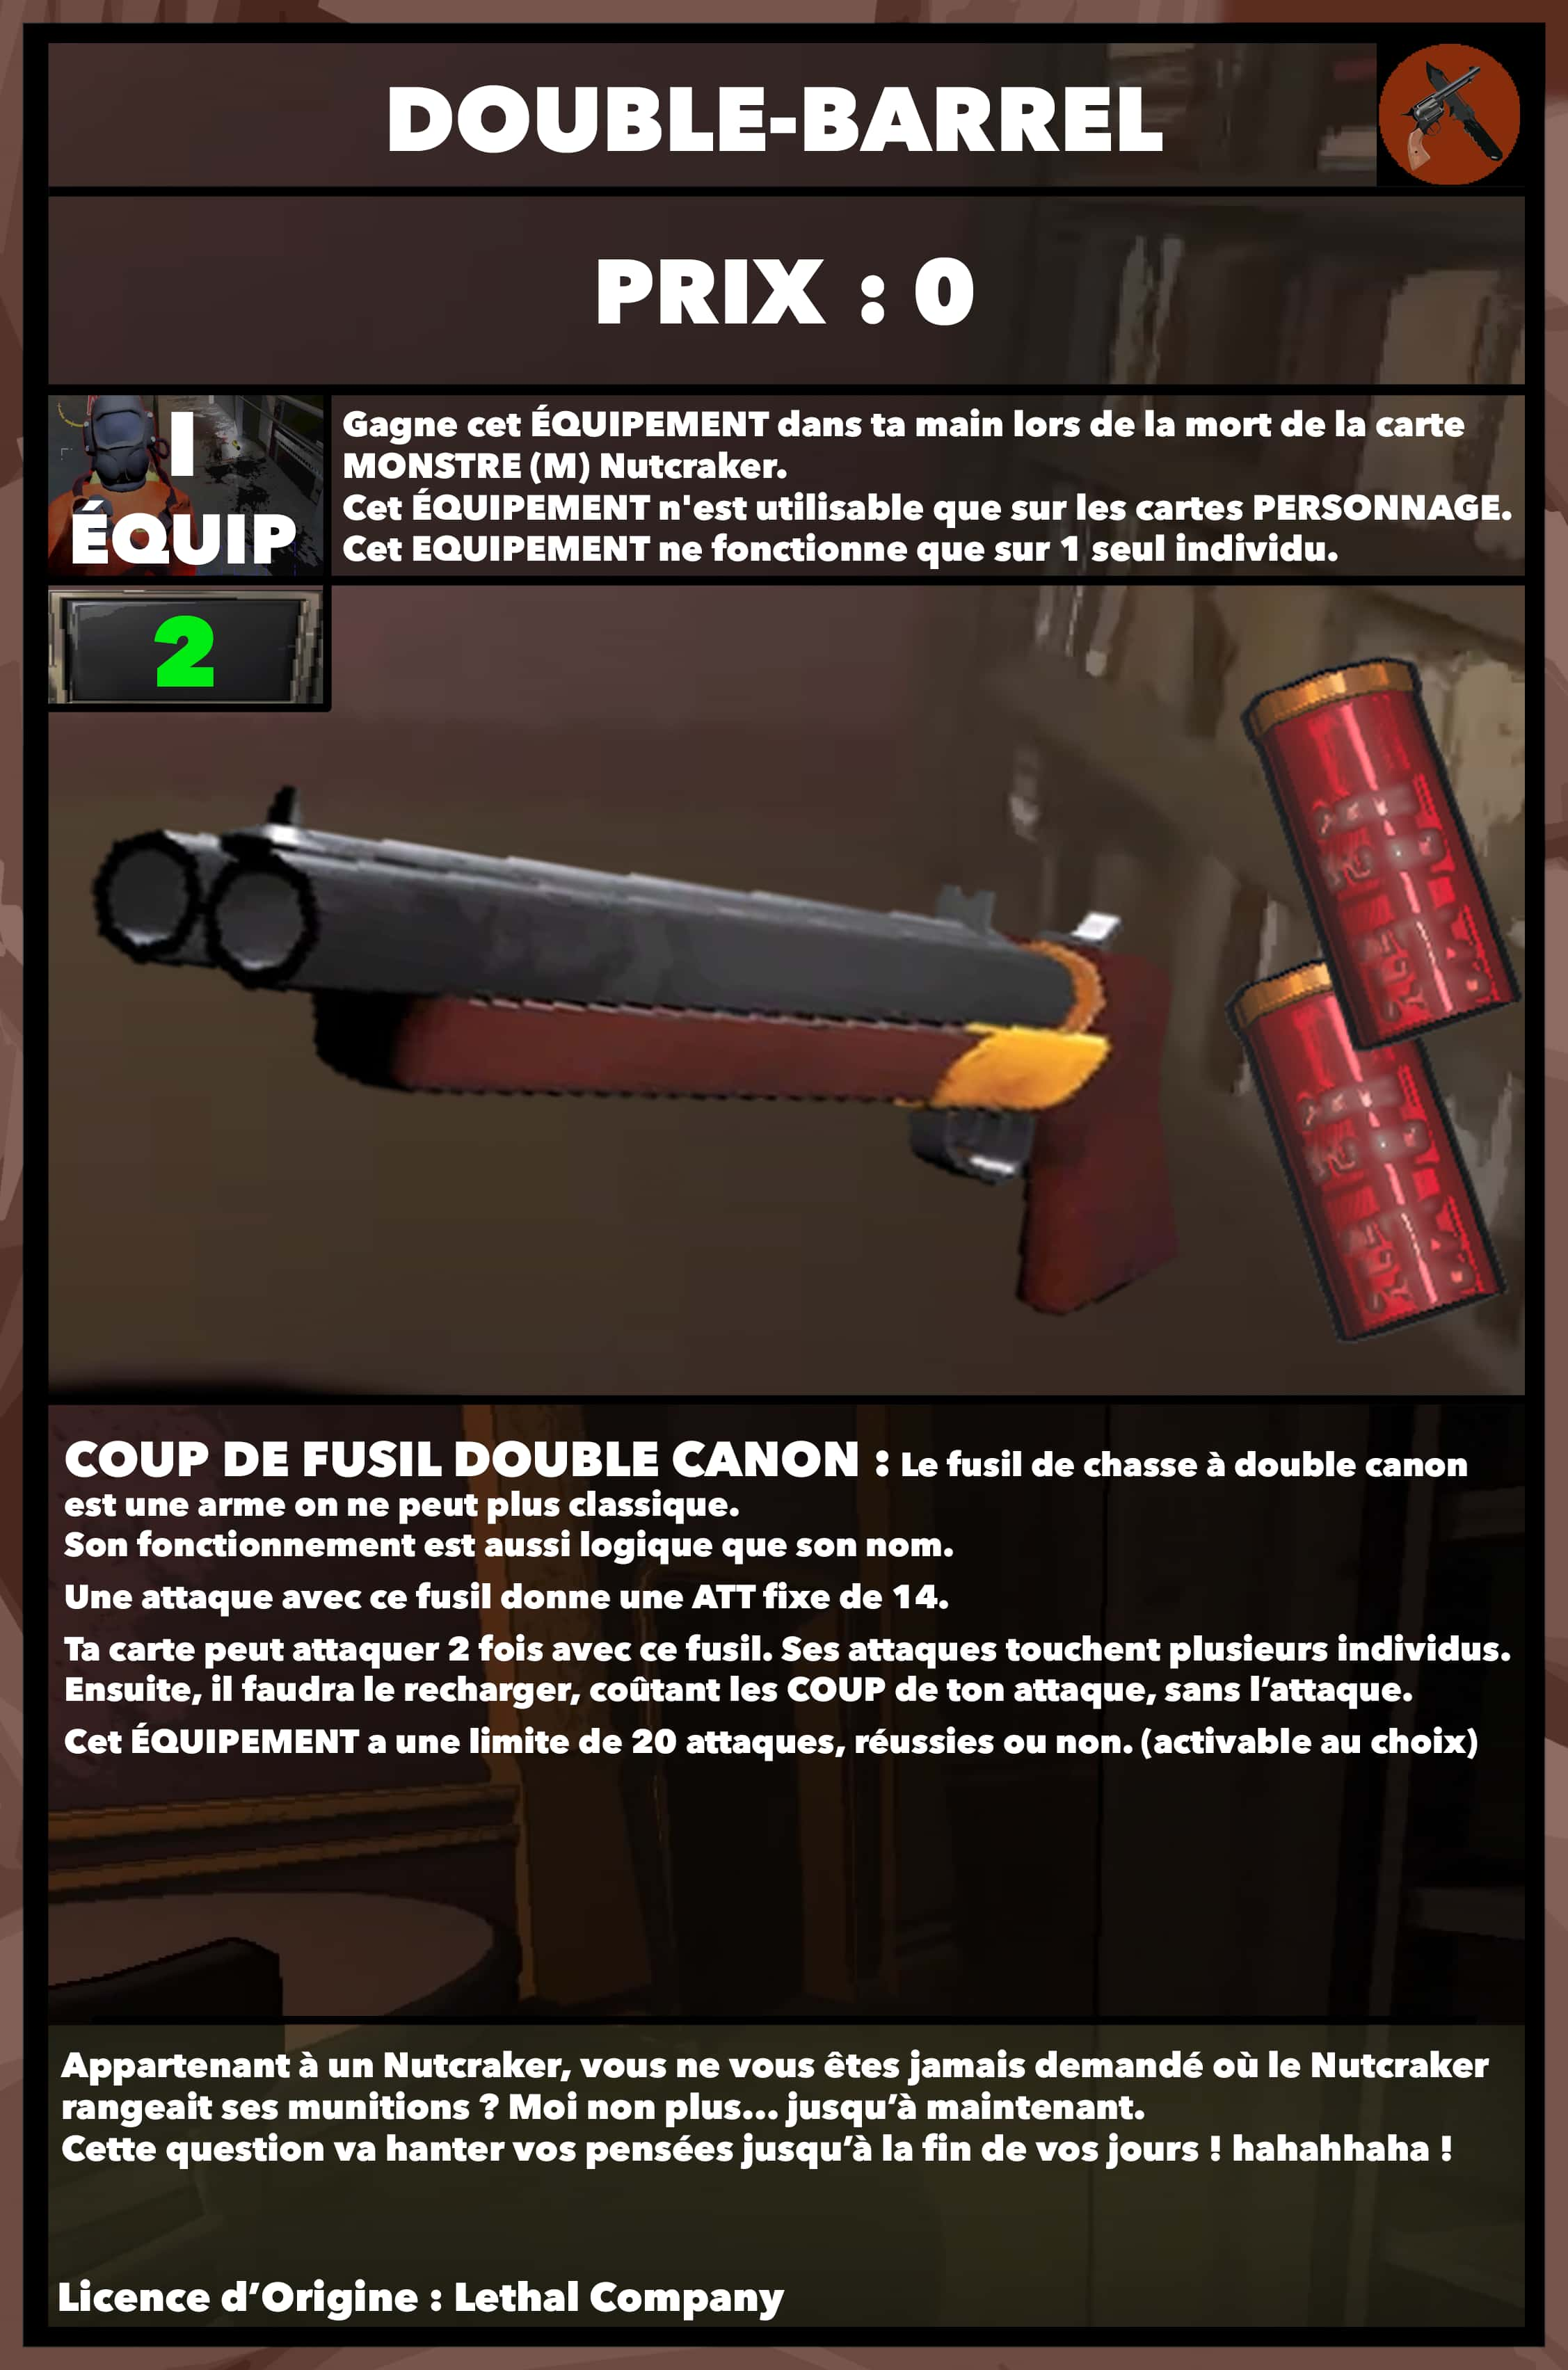 DOUBLE-BARREL
PRIX : 0
I
ÉQUIP
Gagne cet ÉQUIPEMENT dans ta main lors de la mort de la carte
MONSTRE (M) Nutcraker.
Cet ÉQUIPEMENT n'est utilisable que sur les cartes PERSONNAGE.
Cet EQUIPEMENT ne fonctionne que sur 1 seul individu.
2
COUP DE FUSIL DOUBLE CANON : Le fusil de chasse à double canon
est une arme on ne peut plus classique.
Son fonctionnement est aussi logique que son nom.
Une attaque avec ce fusil donne une ATT fixe de 14.
Ta carte peut attaquer 2 fois avec ce fusil. Ses attaques touchent plusieurs individus.
Ensuite, il faudra le recharger, coûtant les COUP de ton attaque, sans l’attaque.
Cet ÉQUIPEMENT a une limite de 20 attaques, réussies ou non. (activable au choix)
Appartenant à un Nutcraker, vous ne vous êtes jamais demandé où le Nutcraker
rangeait ses munitions ? Moi non plus... jusqu’à maintenant.
Cette question va hanter vos pensées jusqu’à la fin de vos jours ! hahahhaha !
Licence d’Origine : Lethal Company